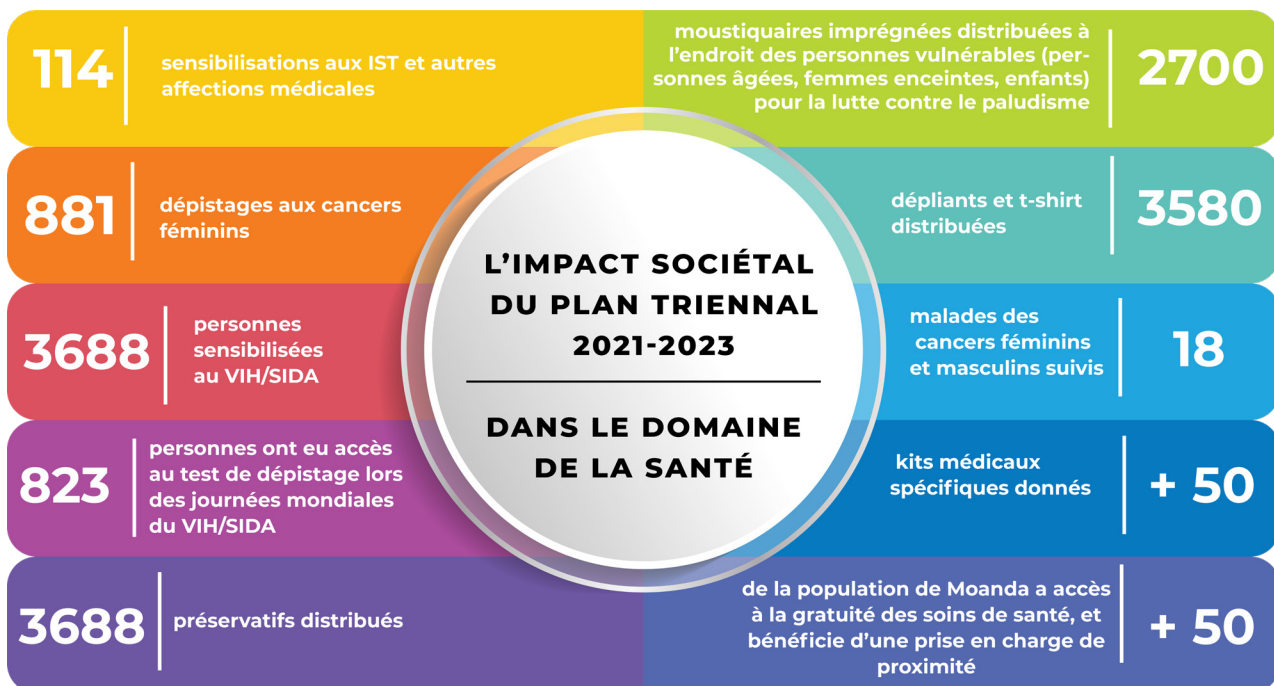 114
sensibilisations aux IST et autres
affections médicales
881
dépistages aux cancers
féminins
3688
personnes
sensibilisées
au VIH/SIDA
823
personnes ont eu accès
au test de dépistage lors
des journées mondiales
du VIH/SIDA
3688
préservatifs distribués
L'IMPACT SOCIÉTAL
DU PLAN TRIENNAL
2021-2023
DANS LE DOMAINE
DE LA SANTÉ
moustiquaires imprégnées distribuées à
l'endroit des personnes vulnérables (per-
sonnes âgées, femmes enceintes, enfants)
pour la lutte contre le paludisme
2700
dépliants et t-shirt
distribuées
3580
malades des
cancers féminins
et masculins suivis
18
kits médicaux
spécifiques donnés
+ 50
de la population de Moanda a accès
à la gratuité des soins de santé, et
bénéficie d'une prise en charge de
proximité
+ 50